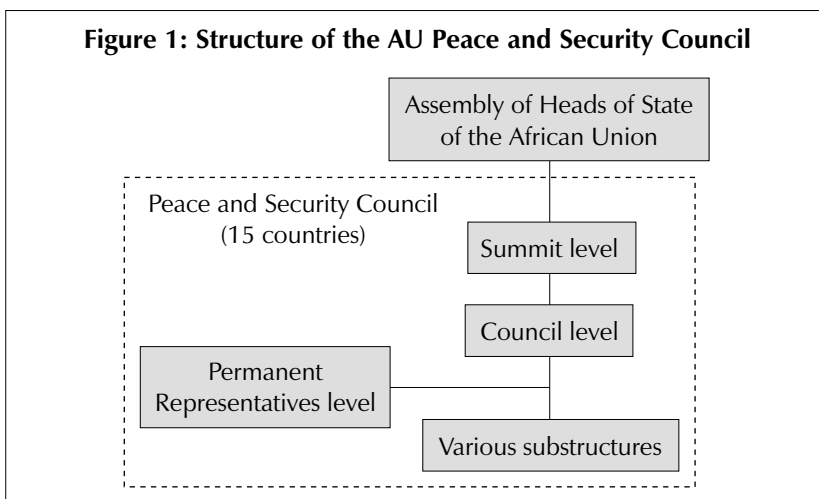 Figure 1: Structure of the AU Peace and Security Council
Assembly of Heads of State
of the African Union
Peace and Security Council
(15 countries)
Summit level
Council level
Permanent
Representatives level
Various substructures